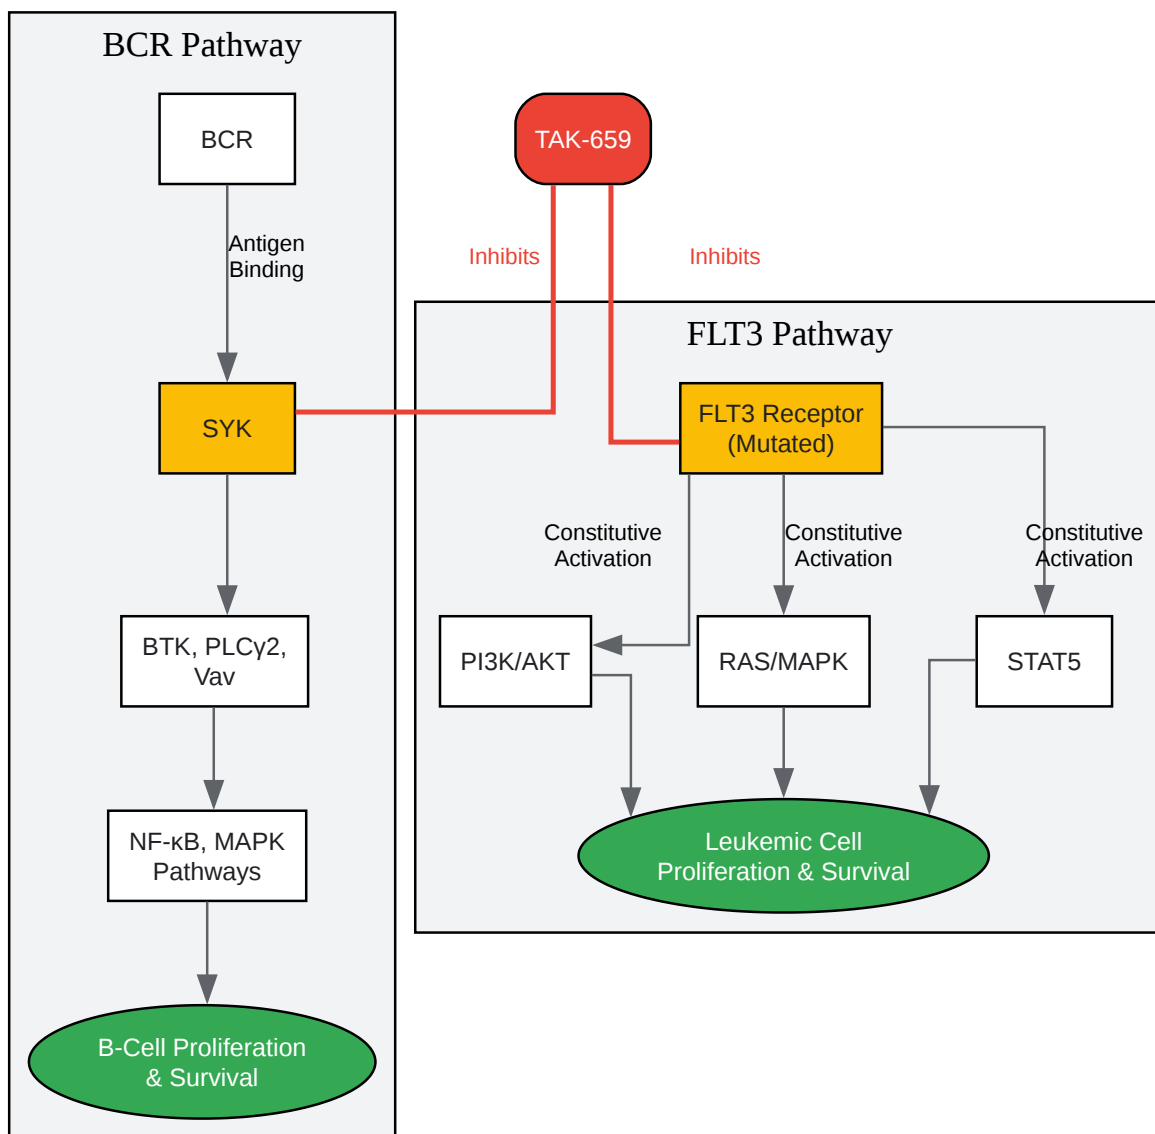 BCR Pathway
BCR
Antigen
Binding
SYK
BTK, PLCγ2,
Vav
NF-κB, MAPK
Pathways
B-Cell Proliferation
& Survival
TAK-659
Inhibits
Inhibits
FLT3 Pathway
FLT3 Receptor
(Mutated)
Constitutive
Activation
Constitutive
Activation
Constitutive
Activation
PI3K/AKT
RAS/MAPK
STAT5
Leukemic Cell
Proliferation & Survival